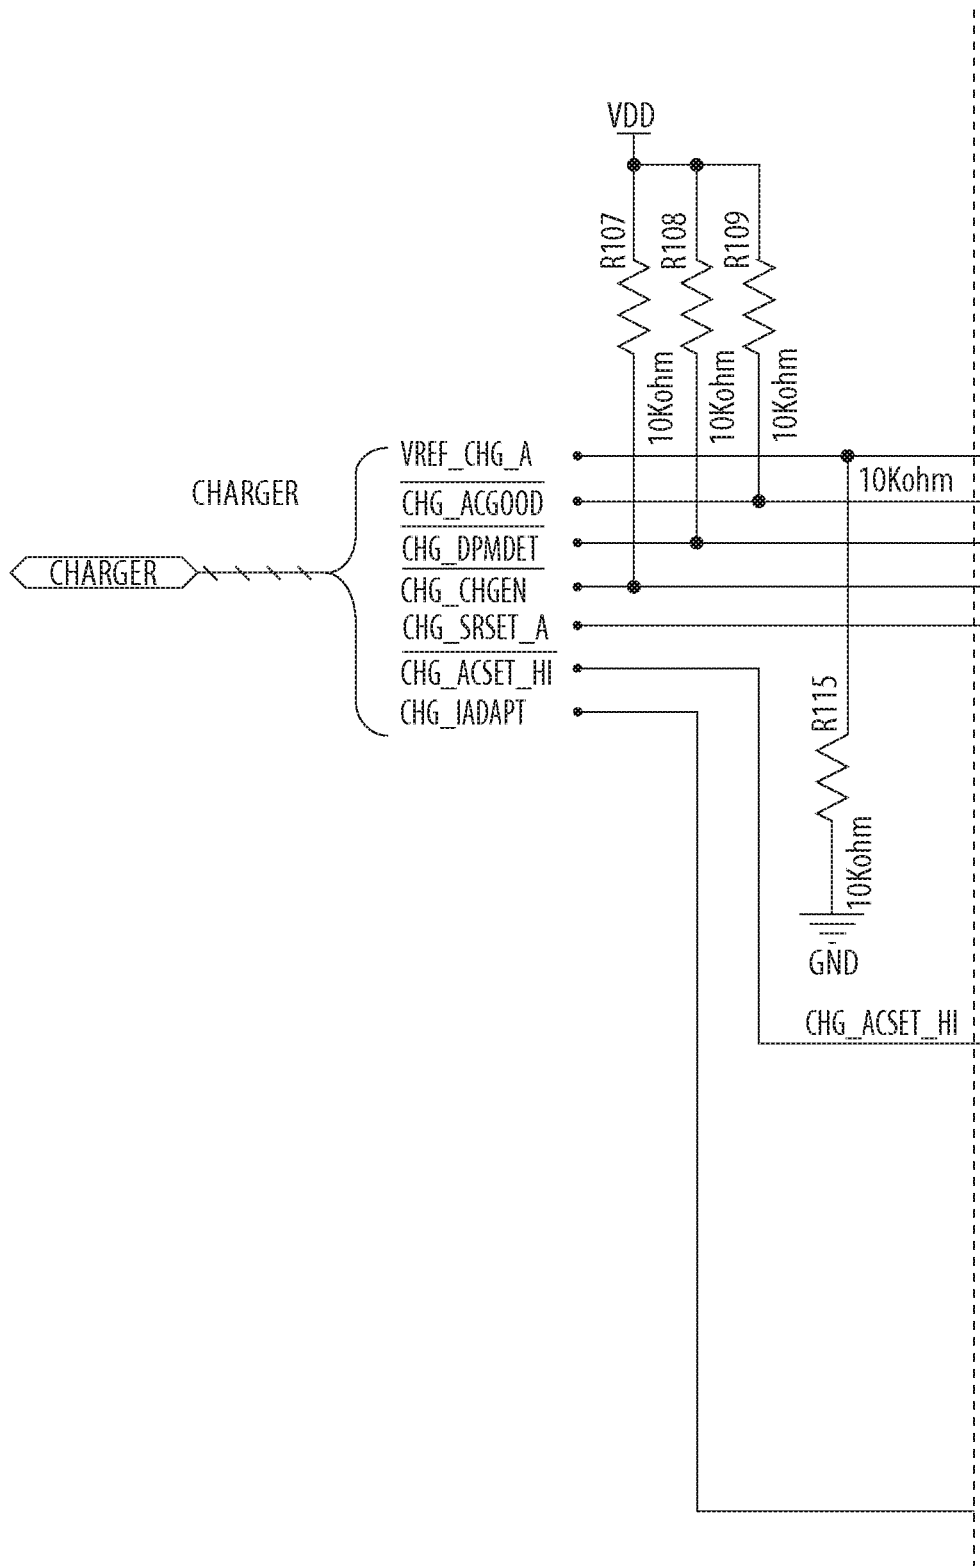 VDD
R107
R108
R109
10Kohm
10Kohm
10Kohm
VREF_CHG_A
CHARGER
10Kohm
CHG_ACGOOD
CHG_DPMDET
CHARGER
CHG_CHGEN
CHG_SRSET_A
CHG_ACSET_HI
CHG_IADAPT
R115
10Kohm
GND
CHG_ACSET_HI